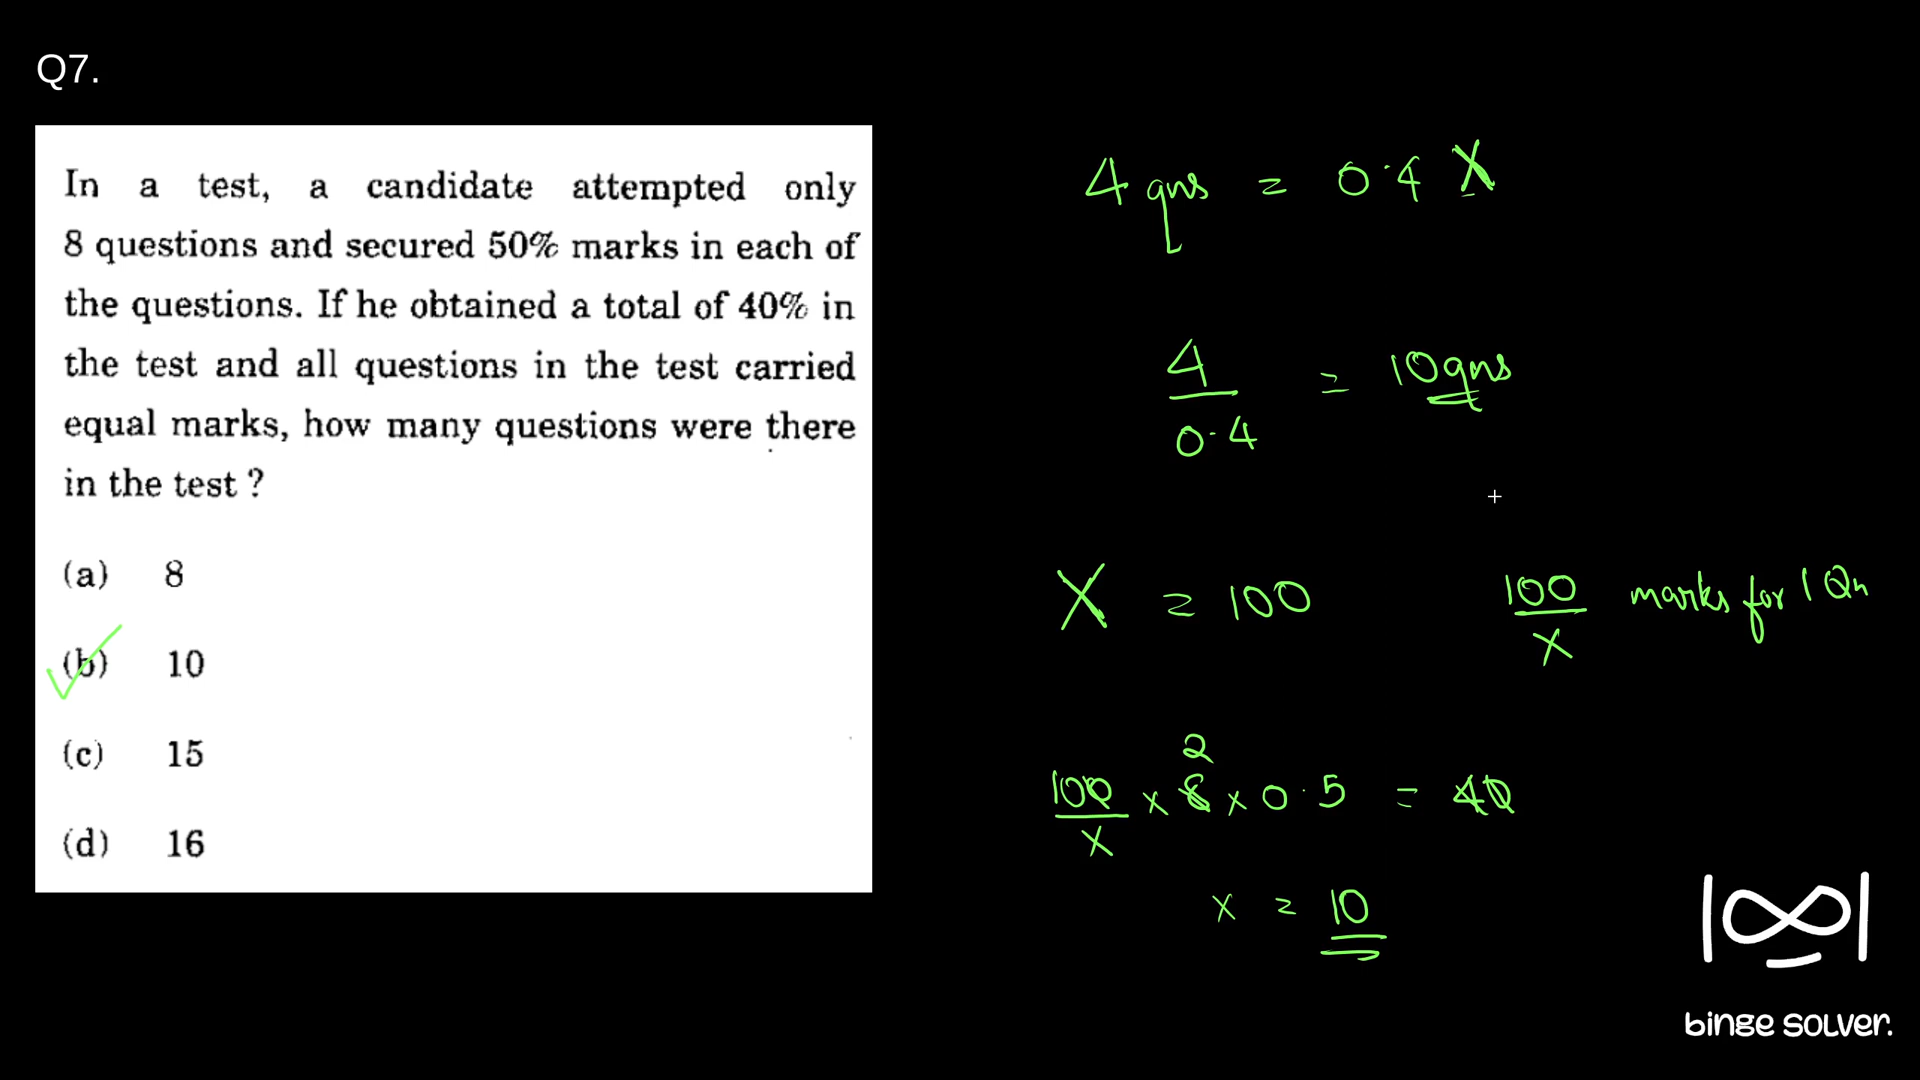 Q7.
In a test, a candidate attempted only
8 questions and secured 50% marks in each of
the questions. If he obtained a total of 40% in
the test and all questions in the test carried
equal marks, how many questions were there
in the test ?
(a) 8
(b) 10
(c) 15
(d) 16
4 qns = 0.4 X
4
0.4
= 10 qns
X = 100
100
X
marks for 1 Qn
2
100
X
× 8 × 0.5 = 40
x = 10
binge SOLVER.